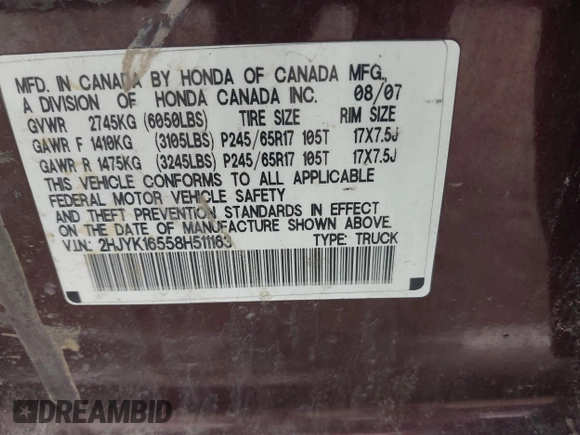 MFD. IN CANADA BY HONDA OF CANADA MFG.,
A DIVISION OF HONDA CANADA INC. 08/07
GVWR 2745KG (6050LBS) TIRE SIZE RIM SIZE
GAWR F 1410KG (3105LBS) P245/65R17 105T 17X7.5J
GAWR R 1475KG (3245LBS) P245/65R17 105T 17X7.5J
THIS VEHICLE CONFORMS TO ALL APPLICABLE
FEDERAL MOTOR VEHICLE SAFETY
AND THEFT PREVENTION STANDARDS IN EFFECT
ON THE DATE OF MANUFACTURE SHOWN ABOVE.
V.I.N.: 2HJYK16558H511163 TYPE: TRUCK
DREAMBID